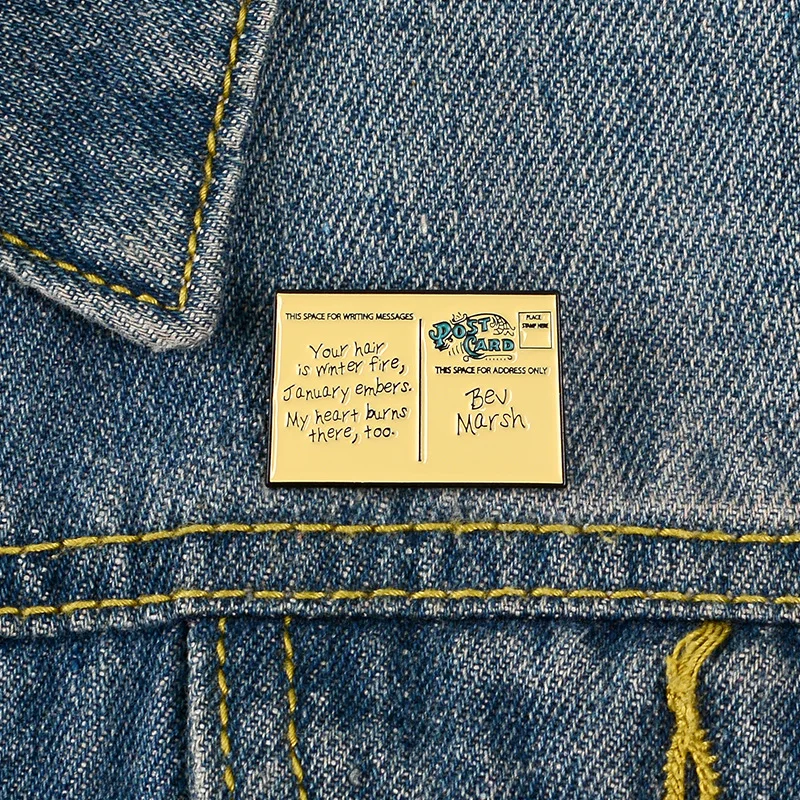 THIS SPACE FOR WRITING MESSAGES
Your hair
is winter fire,
January embers.
My heart burns
there, too.
POST
CARD
PLACE
STAMP HERE
THIS SPACE FOR ADDRESS ONLY
Bev
Marsh